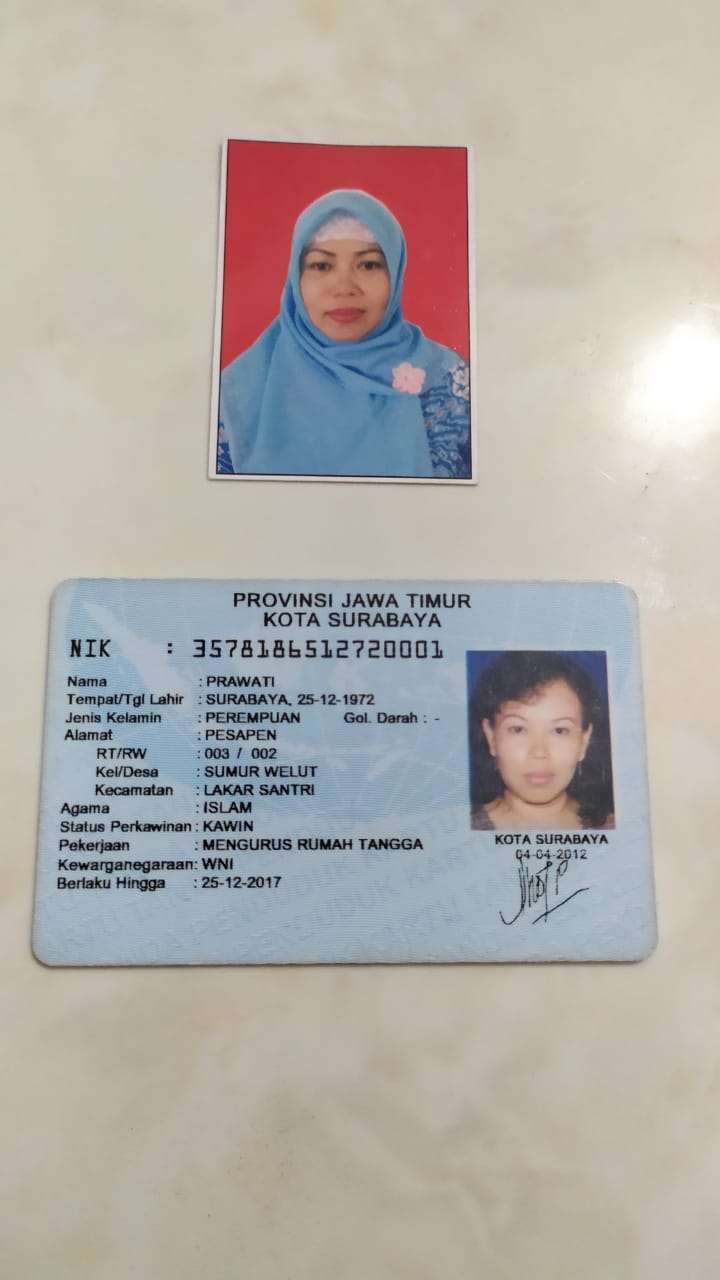 PROVINSI JAWA TIMUR
KOTA SURABAYA
NIK : 3578186512720001
Nama : PRAWATI
Tempat/Tgl Lahir : SURABAYA, 25-12-1972
Jenis Kelamin : PEREMPUAN Gol. Darah : -
Alamat : PESAPEN
RT/RW : 003 / 002
Kel/Desa : SUMUR WELUT
Kecamatan : LAKAR SANTRI
Agama : ISLAM
Status Perkawinan : KAWIN
Pekerjaan : MENGURUS RUMAH TANGGA
Kewarganegaraan : WNI
Berlaku Hingga : 25-12-2017
KOTA SURABAYA
04-04-2012